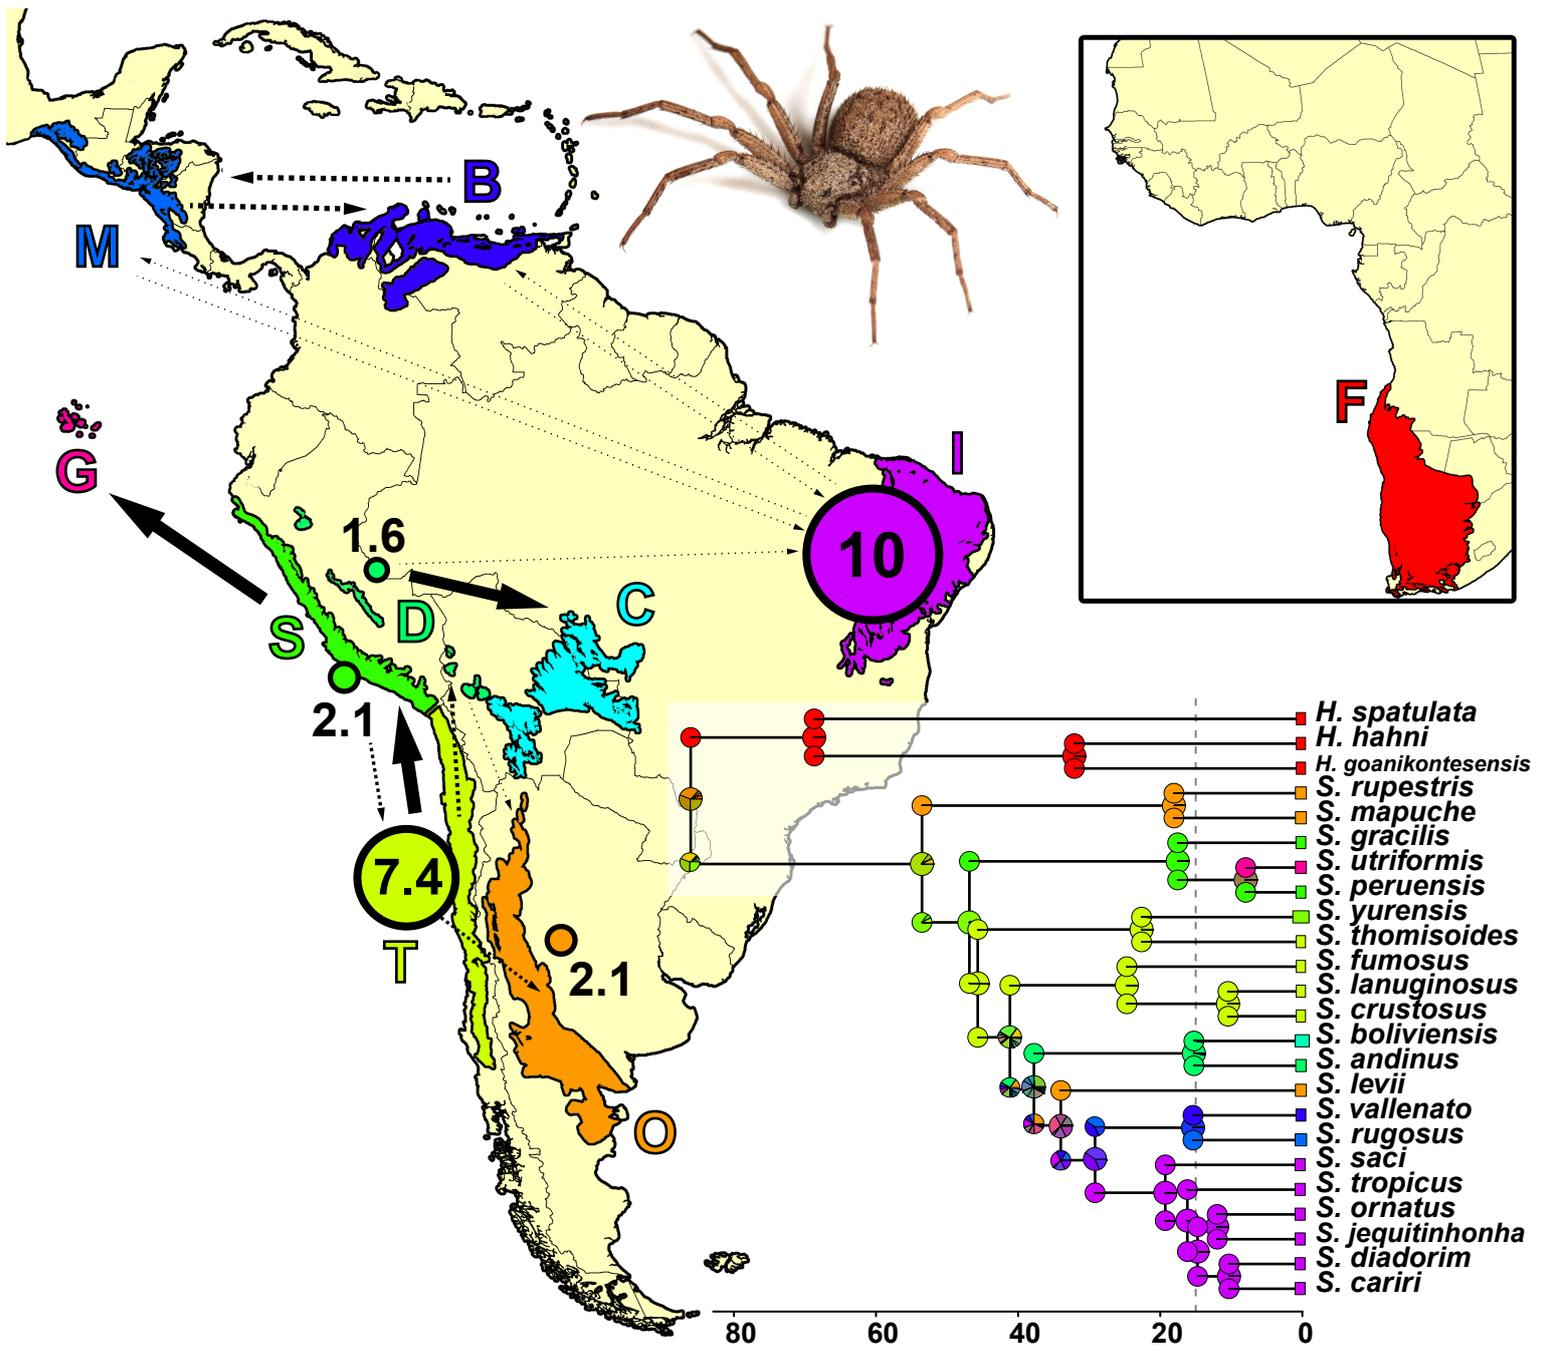 B
M
F
I
G
10
1.6
C
D
S
2.1
7.4
T
2.1
O
H. spatulata
H. hahni
H. goanikontesensis
S. rupestris
S. mapuche
S. gracilis
S. utriformis
S. peruensis
S. yurensis
S. thomisoides
S. fumosus
S. lanuginosus
S. crustosus
S. boliviensis
S. andinus
S. levii
S. vallenato
S. rugosus
S. saci
S. tropicus
S. ornatus
S. jequitinhonha
S. diadorim
S. cariri
80 60 40 20 0